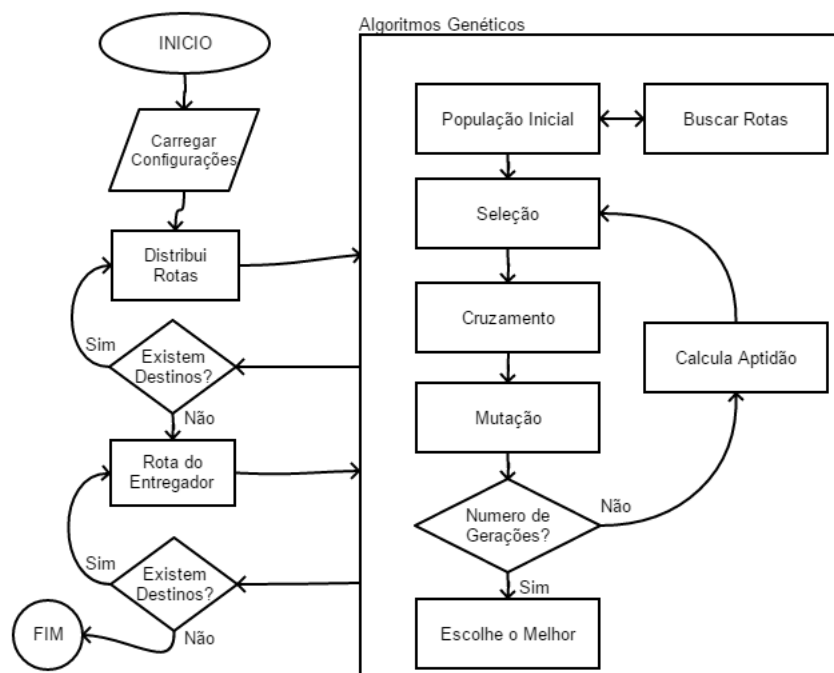 Algoritmos Genéticos
INICIO
Carregar
Configurações
Distribui
Rotas
Sim
Existem
Destinos?
Não
Rota do
Entregador
Sim
Existem
Destinos?
Não
FIM
População Inicial
Buscar Rotas
Seleção
Cruzamento
Calcula Aptidão
Mutação
Numero de
Gerações?
Não
Sim
Escolhe o Melhor